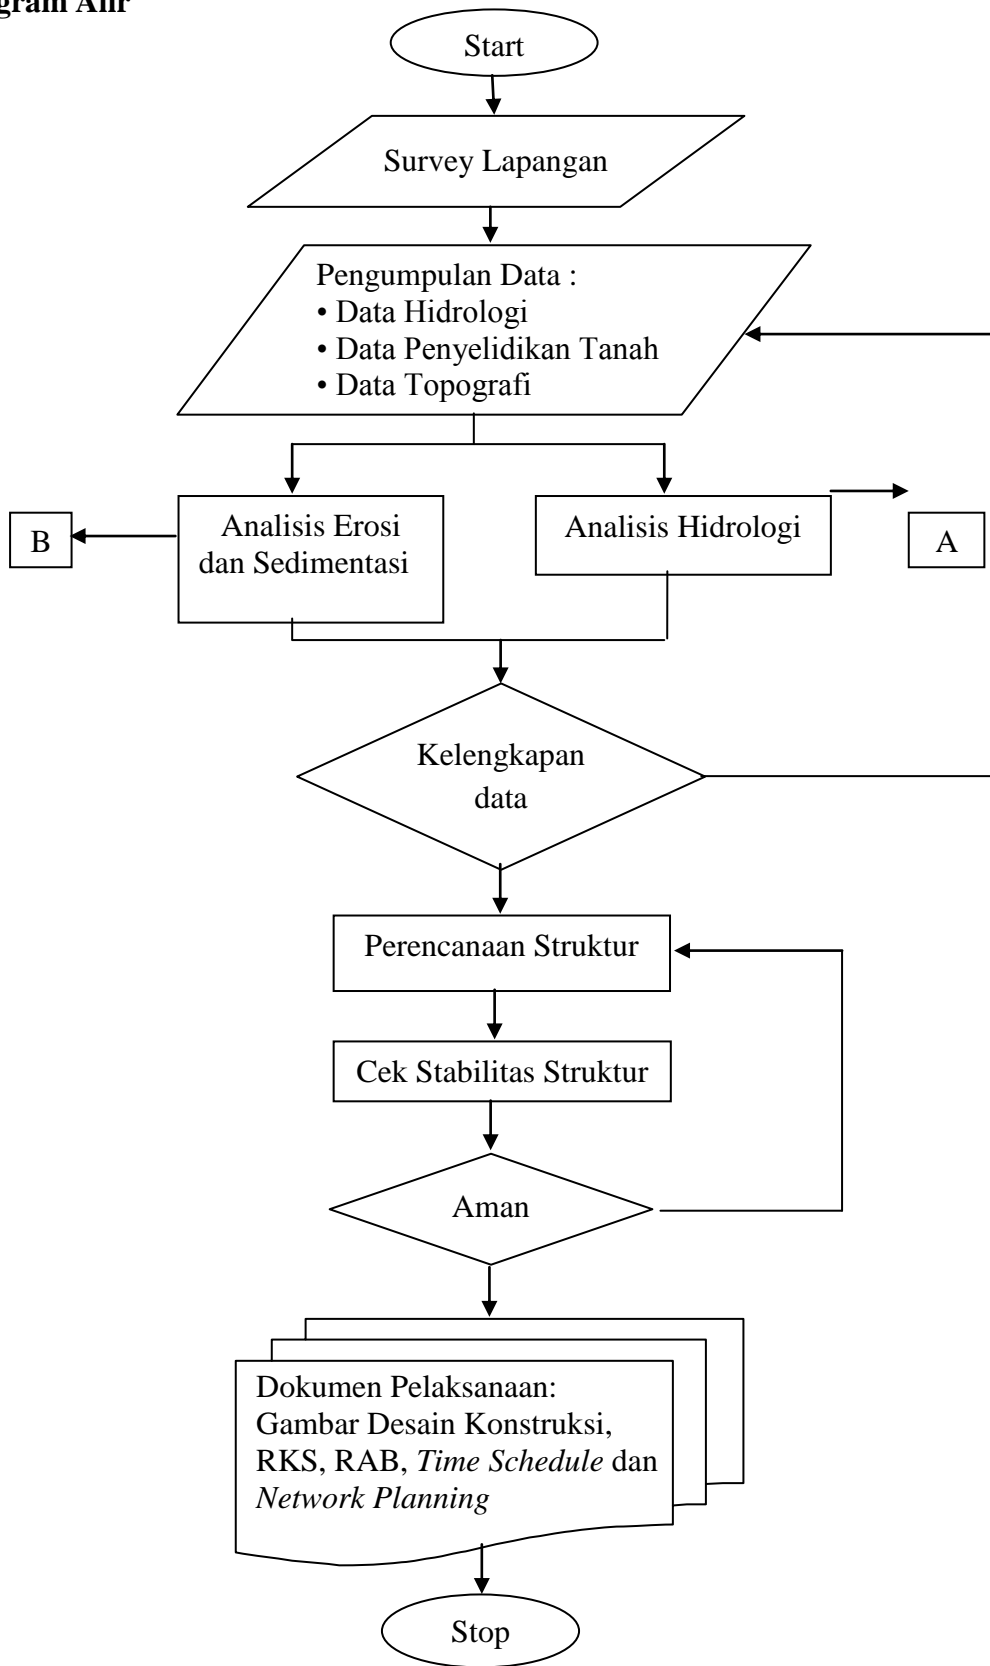 gram Alir
Start
Survey Lapangan
Pengumpulan Data :
• Data Hidrologi
• Data Penyelidikan Tanah
• Data Topografi
B
Analisis Erosi
dan Sedimentasi
Analisis Hidrologi
A
Kelengkapan
data
Perencanaan Struktur
Cek Stabilitas Struktur
Aman
Dokumen Pelaksanaan:
Gambar Desain Konstruksi,
RKS, RAB, Time Schedule dan
Network Planning
Stop